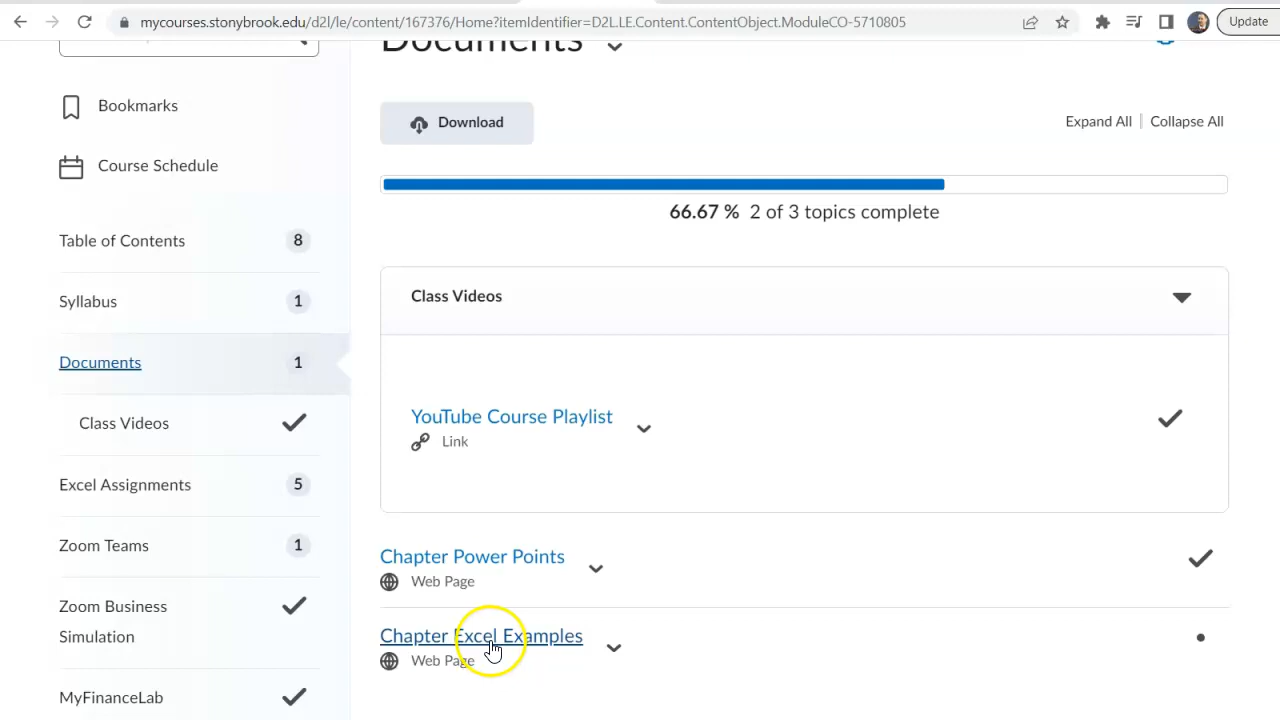 mycourses.stonybrook.edu/d2l/le/content/167376/Home?itemIdentifier=D2L.LE.Content.ContentObject.ModuleCO-5710805
Update
Documents
Bookmarks
Download
Expand All | Collapse All
Course Schedule
66.67 % 2 of 3 topics complete
Table of Contents 8
Syllabus 1
Class Videos
Documents 1
Class Videos
YouTube Course Playlist
Link
Excel Assignments 5
Zoom Teams 1
Chapter Power Points
Web Page
Zoom Business
Simulation
Chapter Excel Examples
Web Page
MyFinanceLab